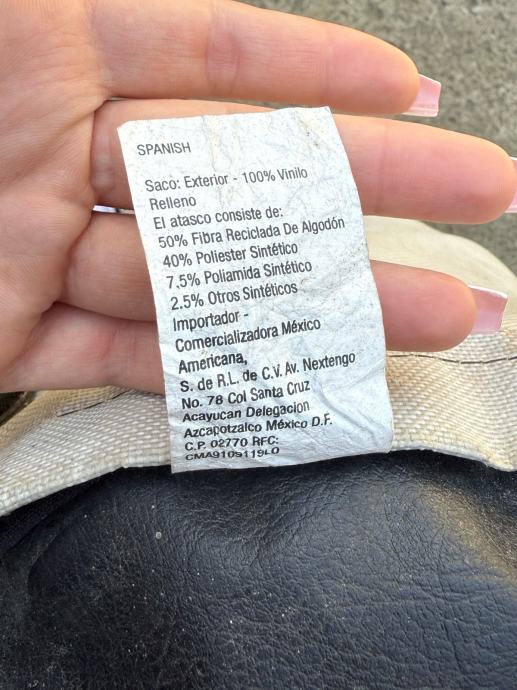 SPANISH
Saco: Exterior - 100% Vinilo
Relleno
El atasco consiste de:
50% Fibra Reciclada De Algodón
40% Poliester Sintético
7.5% Poliamida Sintético
2.5% Otros Sintéticos
Importador -
Comercializadora México
Americana,
S. de R.L. de C.V. Av. Nextengo
No. 78 Col Santa Cruz
Acayucan Delegacion
Azcapotzalco México D.F.
C.P. 02770 RFC:
CMA9109119L0